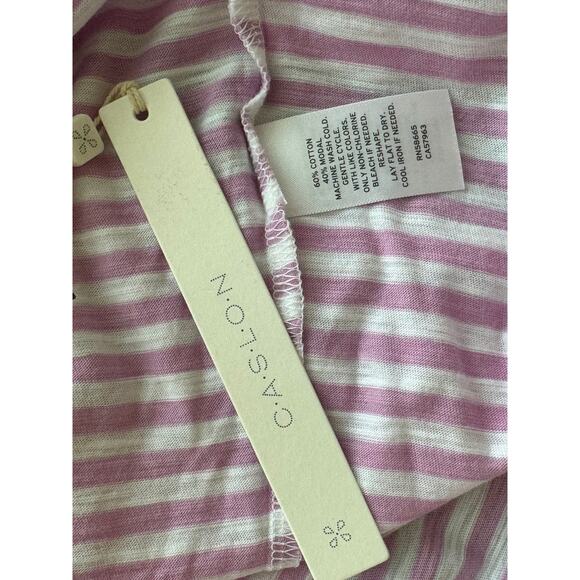 60% COTTON
40% MODAL
MACHINE WASH COLD.
GENTLE CYCLE.
WITH LIKE COLORS.
ONLY NON-CHLORINE
BLEACH IF NEEDED.
RESHAPE.
LAY FLAT TO DRY.
COOL IRON IF NEEDED.
RN58665
CA57963
C·A·S·L·O·N